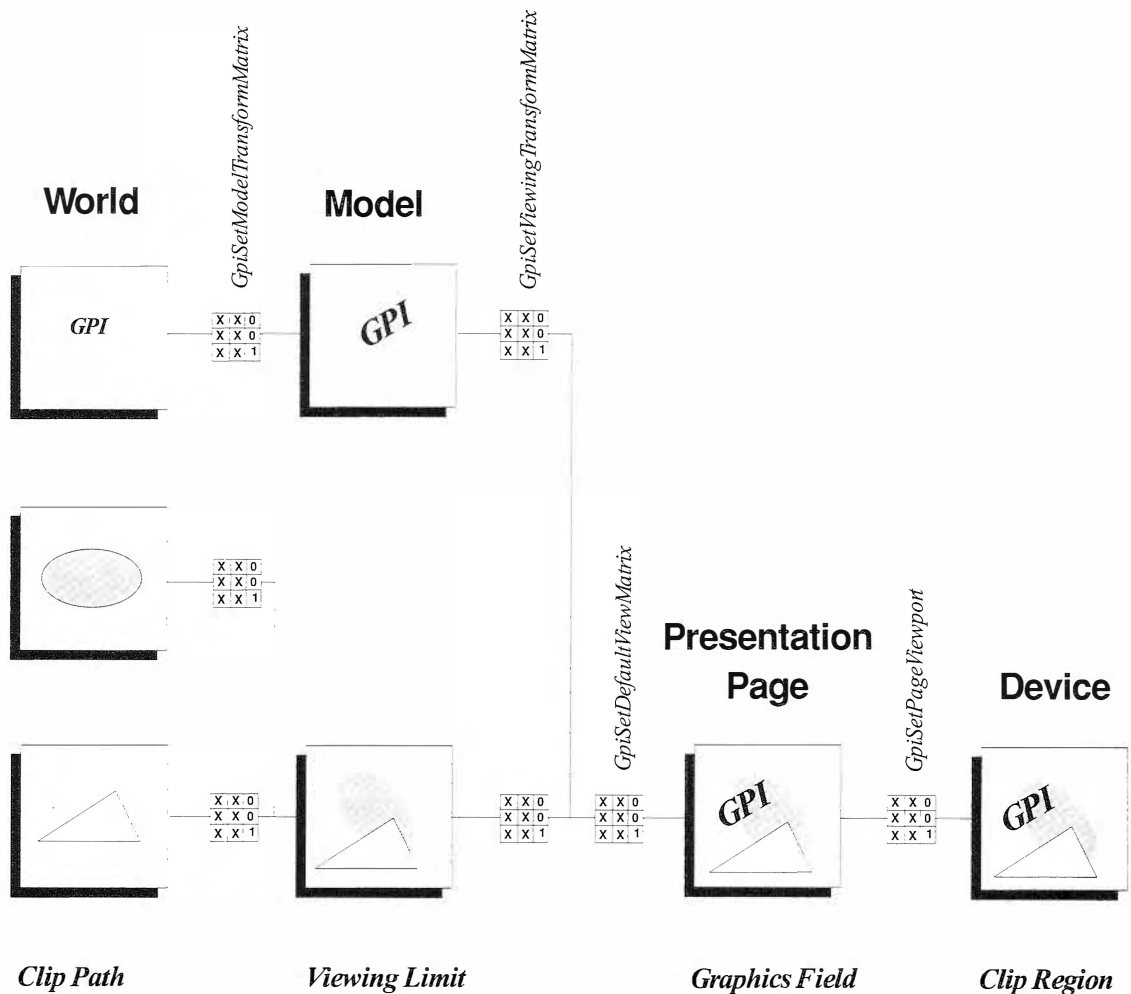 GpiSetModelTransformMatrix
GpiSetViewingTransformMatrix
World
Model
GPI
X X 0
X X 0
X X 1
GPI
X X 0
X X 0
X X 1
X X 0
X X 0
X X 1
GpiSetDefaultViewMatrix
Presentation
Page
GpiSetPageViewport
Device
X X 0
X X 0
X X 1
X X 0
X X 0
X X 1
X X 0
X X 0
X X 1
GPI
X X 0
X X 0
X X 1
GPI
Clip Path
Viewing Limit
Graphics Field
Clip Region